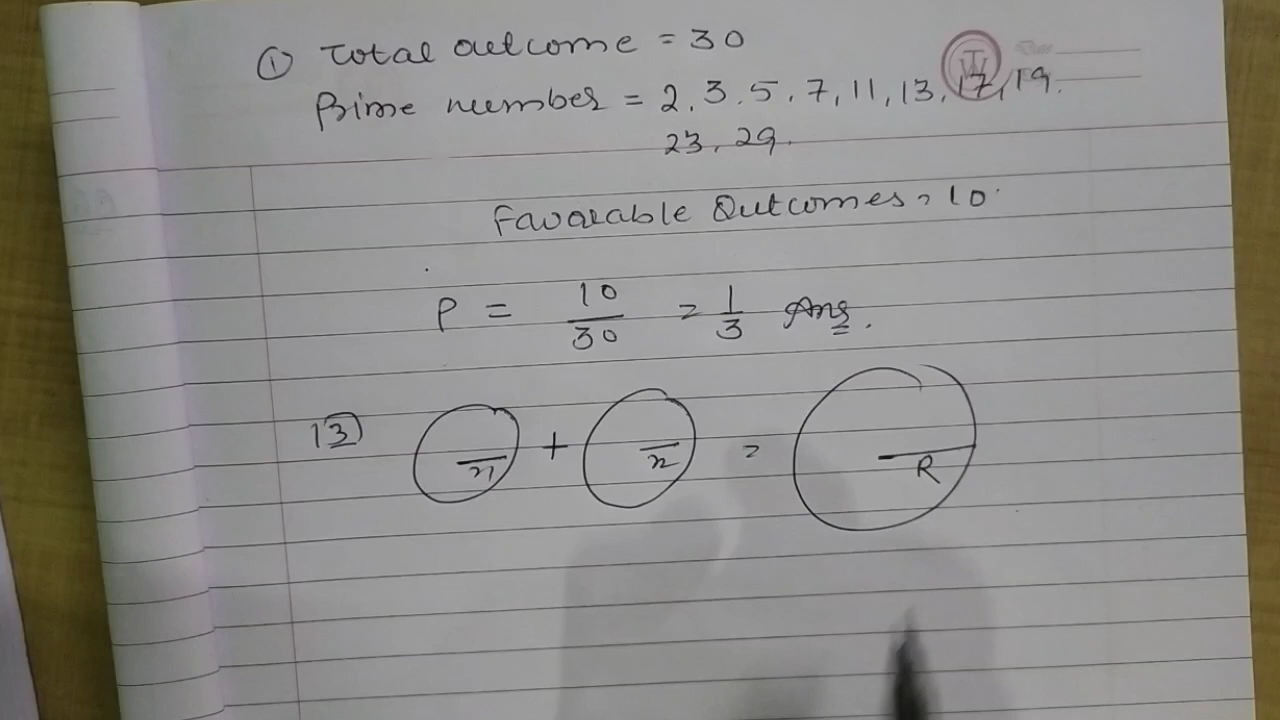 ① Total outcome = 30
Prime number = 2, 3, 5, 7, 11, 13, 17, 19.
23, 29.
Favorable Outcomes = 10
P = 10/30 = 1/3 Ans.
13) + = R